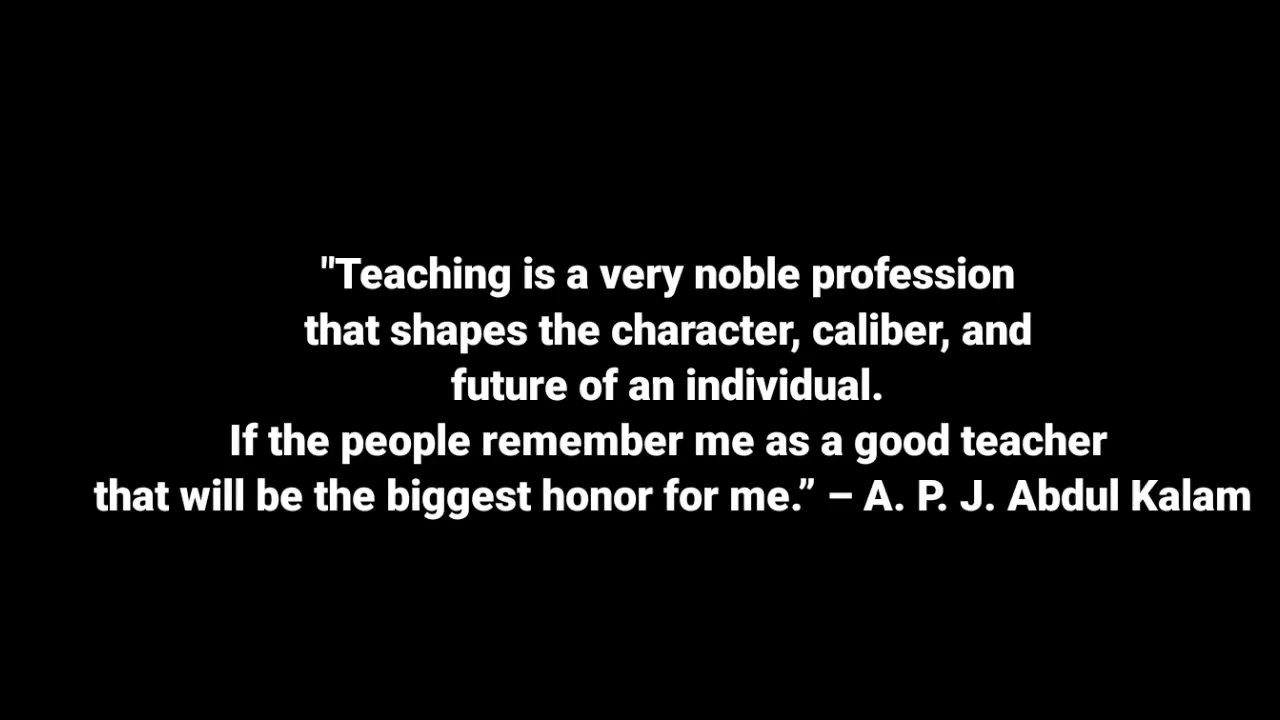 "Teaching is a very noble profession
that shapes the character, caliber, and
future of an individual.
If the people remember me as a good teacher
that will be the biggest honor for me.” – A. P. J. Abdul Kalam